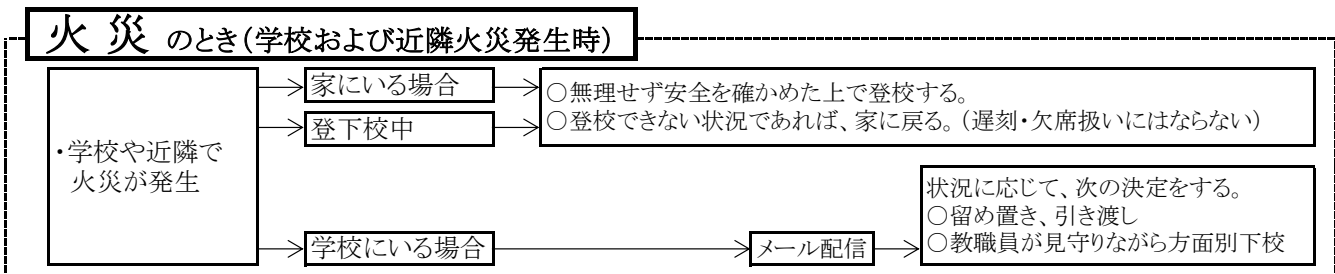 火 災 のとき(学校および近隣火災発生時)
・学校や近隣で
火災が発生
家にいる場合
登下校中
○無理せず安全を確かめた上で登校する。
○登校できない状況であれば、家に戻る。(遅刻・欠席扱いにはならない)
学校にいる場合
メール配信
状況に応じて、次の決定をする。
○留め置き、引き渡し
○教職員が見守りながら方面別下校